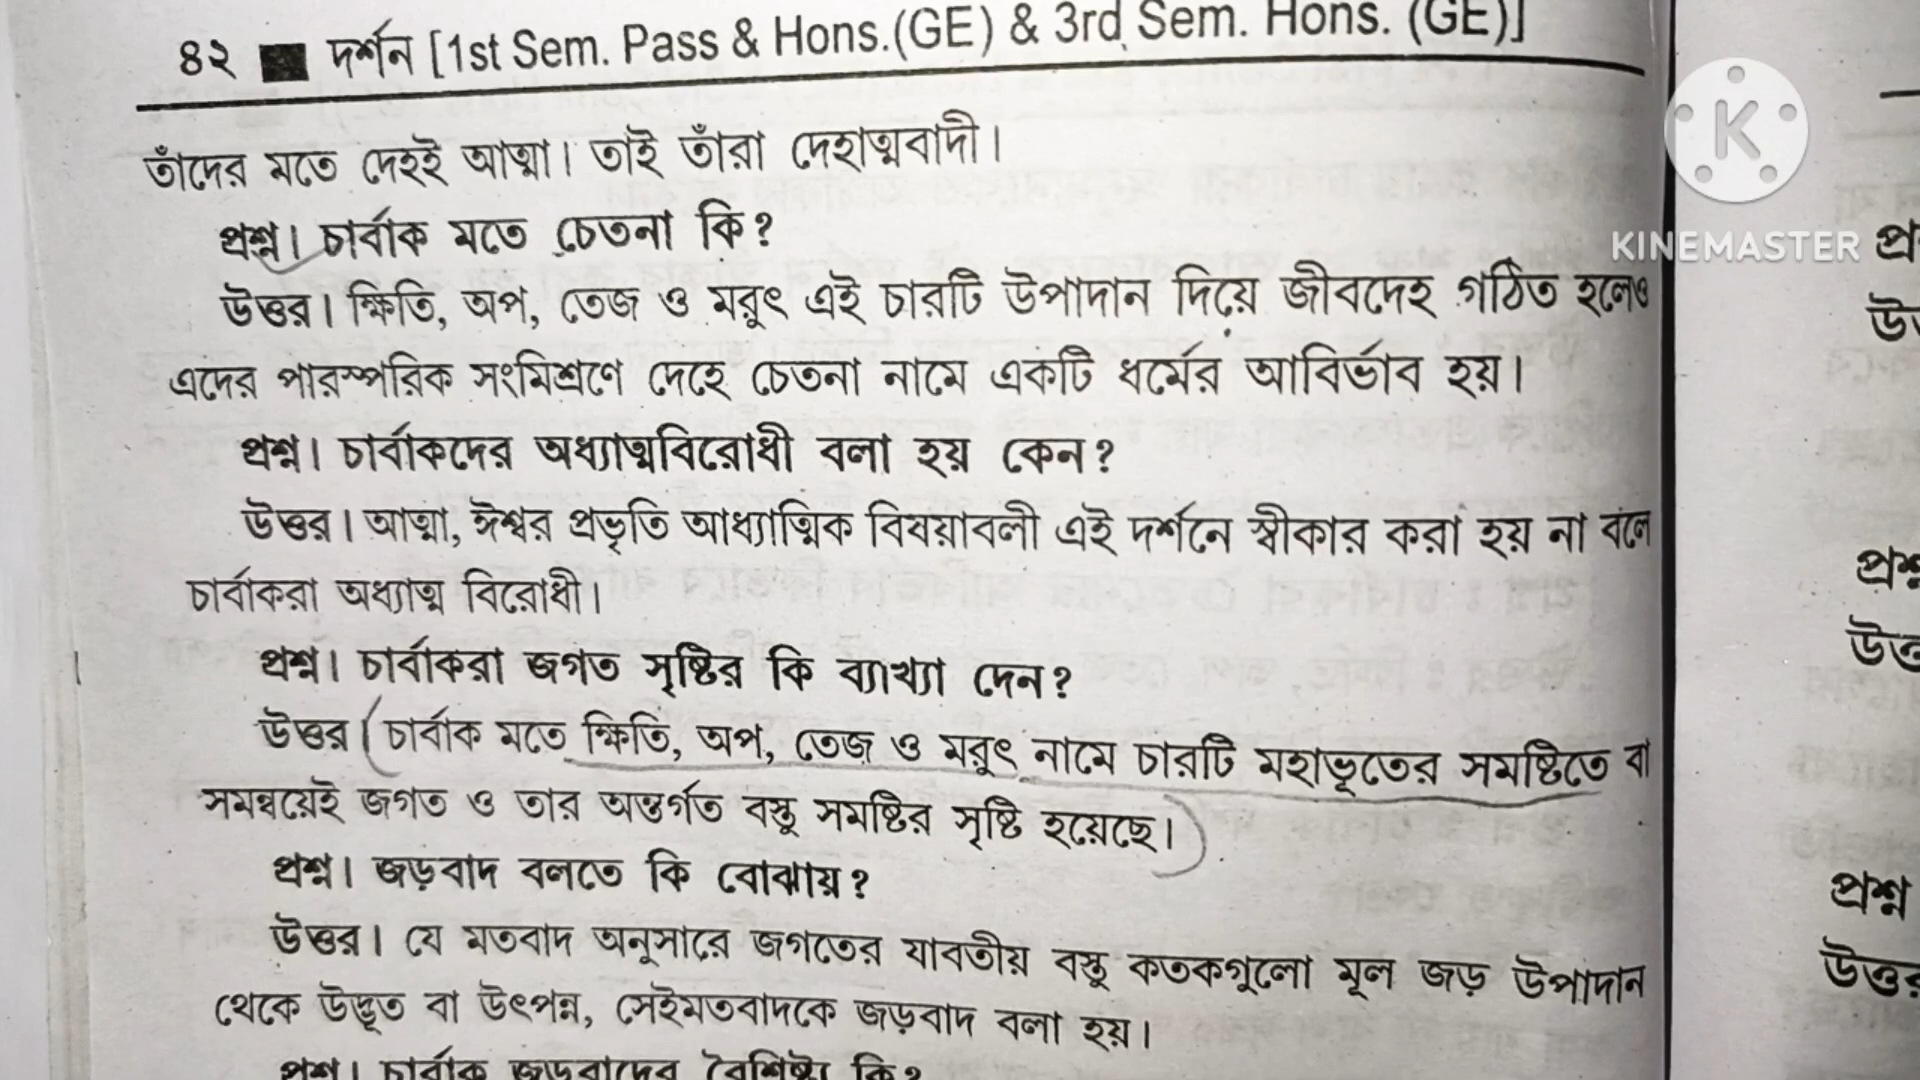 ৪২ ■ দর্শন [1st Sem. Pass & Hons.(GE) & 3rd Sem. Hons. (GE)]
তাঁদের মতে দেহই আত্মা। তাই তাঁরা দেহাত্মবাদী।
প্রশ্ন। চার্বাক মতে চেতনা কি?
উত্তর। ক্ষিতি, অপ, তেজ ও মরুৎ এই চারটি উপাদান দিয়ে জীবদেহ গঠিত হলেও
এদের পারস্পরিক সংমিশ্রণে দেহে চেতনা নামে একটি ধর্মের আবির্ভাব হয়।
প্রশ্ন। চার্বাকদের অধ্যাত্মবিরোধী বলা হয় কেন?
উত্তর। আত্মা, ঈশ্বর প্রভৃতি আধ্যাত্মিক বিষয়াবলী এই দর্শনে স্বীকার করা হয় না বলে
চার্বাকরা অধ্যাত্ম বিরোধী।
প্রশ্ন। চার্বাকরা জগত সৃষ্টির কি ব্যাখ্যা দেন?
উত্তর। চার্বাক মতে ক্ষিতি, অপ, তেজ ও মরুৎ নামে চারটি মহাভূতের সমষ্টিতে বা
সমন্বয়েই জগত ও তার অন্তর্গত বস্তু সমষ্টির সৃষ্টি হয়েছে।
প্রশ্ন। জড়বাদ বলতে কি বোঝায়?
উত্তর। যে মতবাদ অনুসারে জগতের যাবতীয় বস্তু কতকগুলো মূল জড় উপাদান
থেকে উদ্ভূত বা উৎপন্ন, সেইমতবাদকে জড়বাদ বলা হয়।
প্রশ্ন। চার্বাক জড়বাদের বৈশিষ্ট্য কি?
K
KINEMASTER
প্রশ্ন
উত্তর